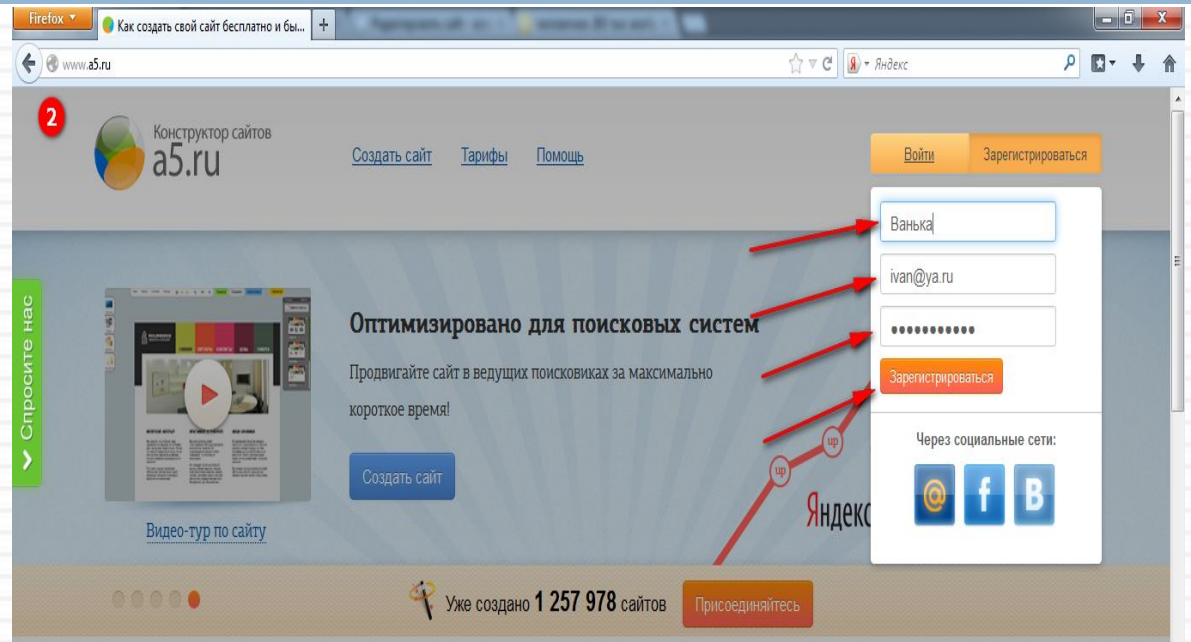 Firefox
Как создать свой сайт бесплатно и бы...
+
www.a5.ru
Я
Яндекс
2
Конструктор сайтов
a5.ru
Создать сайт
Тарифы
Помощь
Войти
Зарегистрироваться
Ванька
ivan@ya.ru
•••••••••••
Зарегистрироваться
Через социальные сети:
@ f B
Спросите нас
Оптимизировано для поисковых систем
Продвигайте сайт в ведущих поисковиках за максимально
короткое время!
Создать сайт
Видео-тур по сайту
up
up
Яндекс
Уже создано 1 257 978 сайтов
Присоединяйтесь